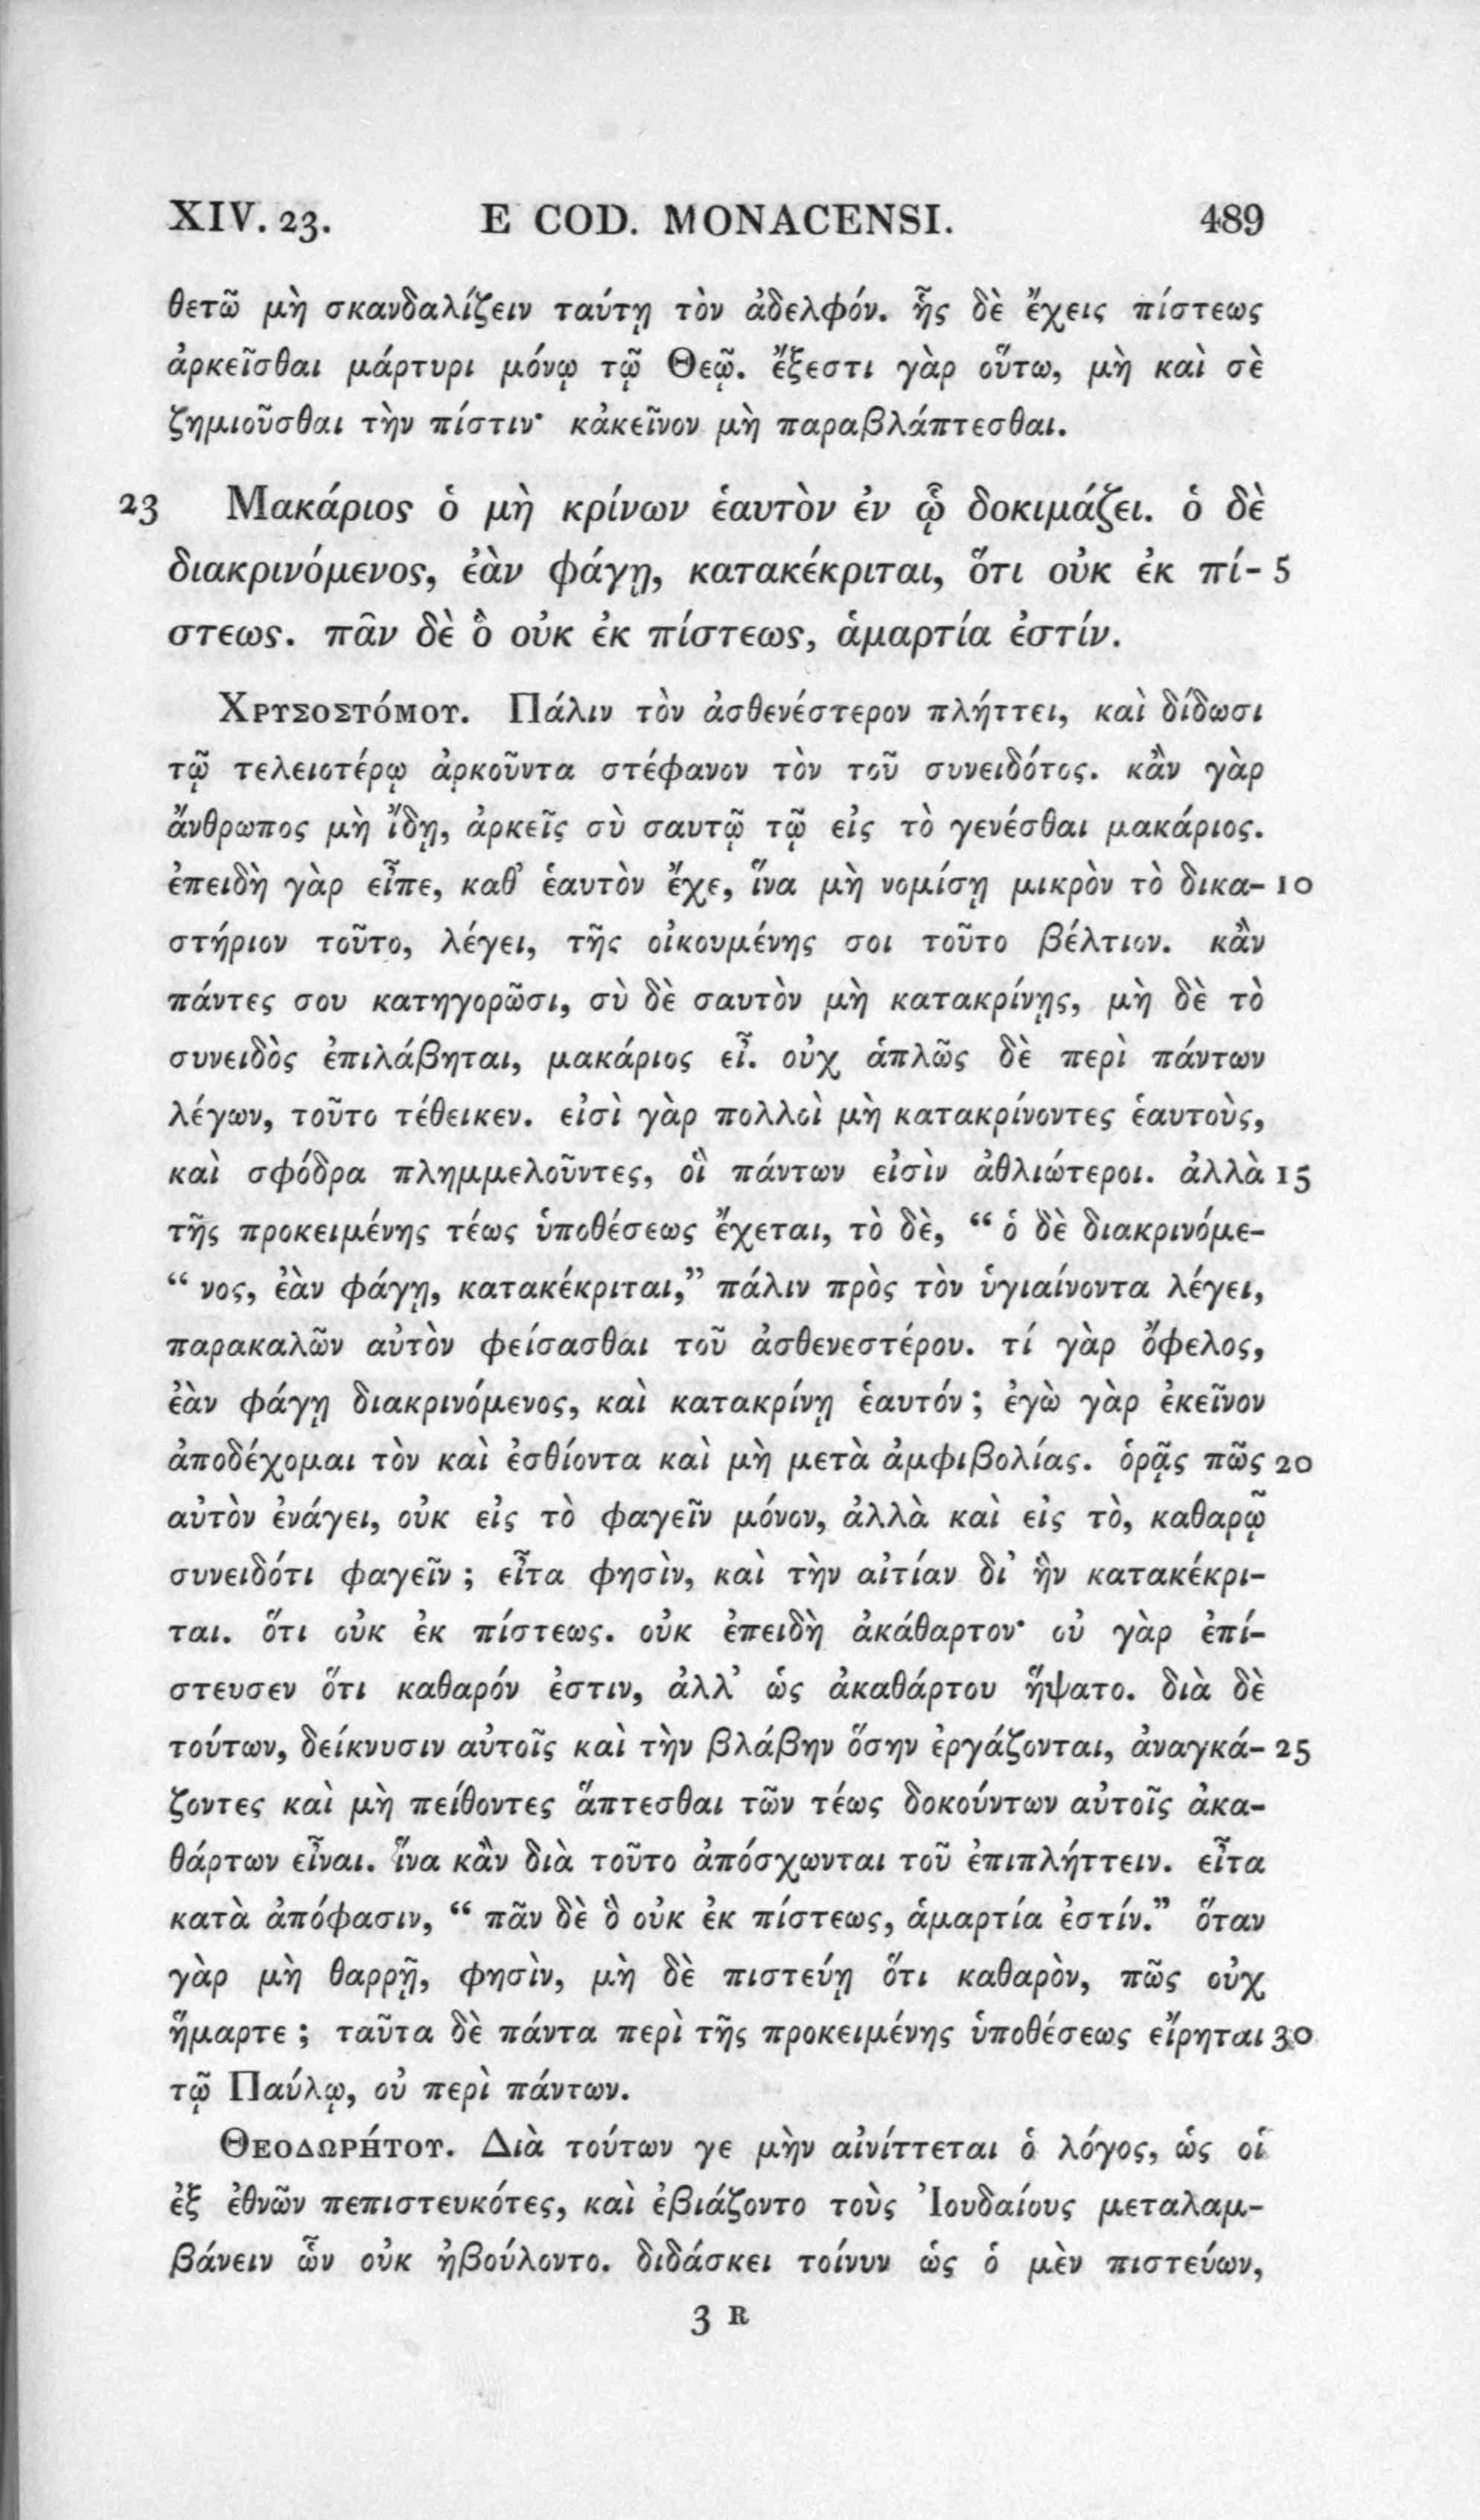 XIV. 23. E COD. MONACENSI. 489
θετῶ μὴ σκανδαλίζειν ταύτῃ τὸν ἀδελφόν. ἧς δὲ ἔχεις πίστεως
ἀρκεῖσθαι μάρτυρι μόνῳ τῷ Θεῷ. ἔξεστι γὰρ οὕτω, μὴ καὶ σὲ
ζημιοῦσθαι τὴν πίστιν· κἀκεῖνον μὴ παραβλάπτεσθαι.
23 Μακάριος ὁ μὴ κρίνων ἑαυτὸν ἐν ᾧ δοκιμάζει. ὁ δὲ
διακρινόμενος, ἐὰν φάγῃ, κατακέκριται, ὅτι οὐκ ἐκ πί- 5
στεως. πᾶν δὲ ὃ οὐκ ἐκ πίστεως, ἁμαρτία ἐστίν.
Χρυσοστόμου. Πάλιν τὸν ἀσθενέστερον πλήττει, καὶ δίδωσι
τῷ τελειοτέρῳ ἀρκοῦντα στέφανον τὸν τοῦ συνειδότος. κἂν γὰρ
ἄνθρωπος μὴ ἴδῃ, ἀρκεῖς σὺ σαυτῷ τῷ εἰς τὸ γενέσθαι μακάριος.
ἐπειδὴ γὰρ εἶπε, καθ᾽ ἑαυτὸν ἔχε, ἵνα μὴ νομίσῃ μικρὸν τὸ δικα- 10
στήριον τοῦτο, λέγει, τῆς οἰκουμένης σοι τοῦτο βέλτιον. κἂν
πάντες σου κατηγορῶσι, σὺ δὲ σαυτὸν μὴ κατακρίνῃς, μὴ δὲ τὸ
συνειδὸς ἐπιλάβηται, μακάριος εἶ. οὐχ ἁπλῶς δὲ περὶ πάντων
λέγων, τοῦτο τέθεικεν. εἰσὶ γὰρ πολλοὶ μὴ κατακρίνοντες ἑαυτοὺς,
καὶ σφόδρα πλημμελοῦντες, οἳ πάντων εἰσὶν ἀθλιώτεροι. ἀλλὰ 15
τῆς προκειμένης τέως ὑποθέσεως ἔχεται, τὸ δὲ, “ ὁ δὲ διακρινόμε-
“ νος, ἐὰν φάγῃ, κατακέκριται,” πάλιν πρὸς τὸν ὑγιαίνοντα λέγει,
παρακαλῶν αὐτὸν φείσασθαι τοῦ ἀσθενεστέρου. τί γὰρ ὄφελος,
ἐὰν φάγῃ διακρινόμενος, καὶ κατακρίνῃ ἑαυτόν ; ἐγὼ γὰρ ἐκεῖνον
ἀποδέχομαι τὸν καὶ ἐσθίοντα καὶ μὴ μετὰ ἀμφιβολίας. ὁρᾷς πῶς 20
αὐτὸν ἐνάγει, οὐκ εἰς τὸ φαγεῖν μόνον, ἀλλὰ καὶ εἰς τὸ, καθαρῷ
συνειδότι φαγεῖν ; εἶτα φησὶν, καὶ τὴν αἰτίαν δι᾽ ἣν κατακέκρι-
ται. ὅτι οὐκ ἐκ πίστεως. οὐκ ἐπειδὴ ἀκάθαρτον· οὐ γὰρ ἐπί-
στευσεν ὅτι καθαρόν ἐστιν, ἀλλ᾽ ὡς ἀκαθάρτου ἥψατο. διὰ δὲ
τούτων, δείκνυσιν αὐτοῖς καὶ τὴν βλάβην ὅσην ἐργάζονται, ἀναγκά- 25
ζοντες καὶ μὴ πείθοντες ἅπτεσθαι τῶν τέως δοκούντων αὐτοῖς ἀκα-
θάρτων εἶναι. ἵνα κἂν διὰ τοῦτο ἀπόσχωνται τοῦ ἐπιπλήττειν. εἶτα
κατὰ ἀπόφασιν, “ πᾶν δὲ ὃ οὐκ ἐκ πίστεως, ἁμαρτία ἐστίν.” ὅταν
γὰρ μὴ θαρρῇ, φησὶν, μὴ δὲ πιστεύῃ ὅτι καθαρὸν, πῶς οὐχ
ἥμαρτε ; ταῦτα δὲ πάντα περὶ τῆς προκειμένης ὑποθέσεως εἴρηται 30
τῷ Παύλῳ, οὐ περὶ πάντων.
Θεοδωρήτου. Διὰ τούτων γε μὴν αἰνίττεται ὁ λόγος, ὡς οἱ
ἐξ ἐθνῶν πεπιστευκότες, καὶ ἐβιάζοντο τοὺς Ἰουδαίους μεταλαμ-
βάνειν ὧν οὐκ ἠβούλοντο. διδάσκει τοίνυν ὡς ὁ μὲν πιστεύων,
3 R